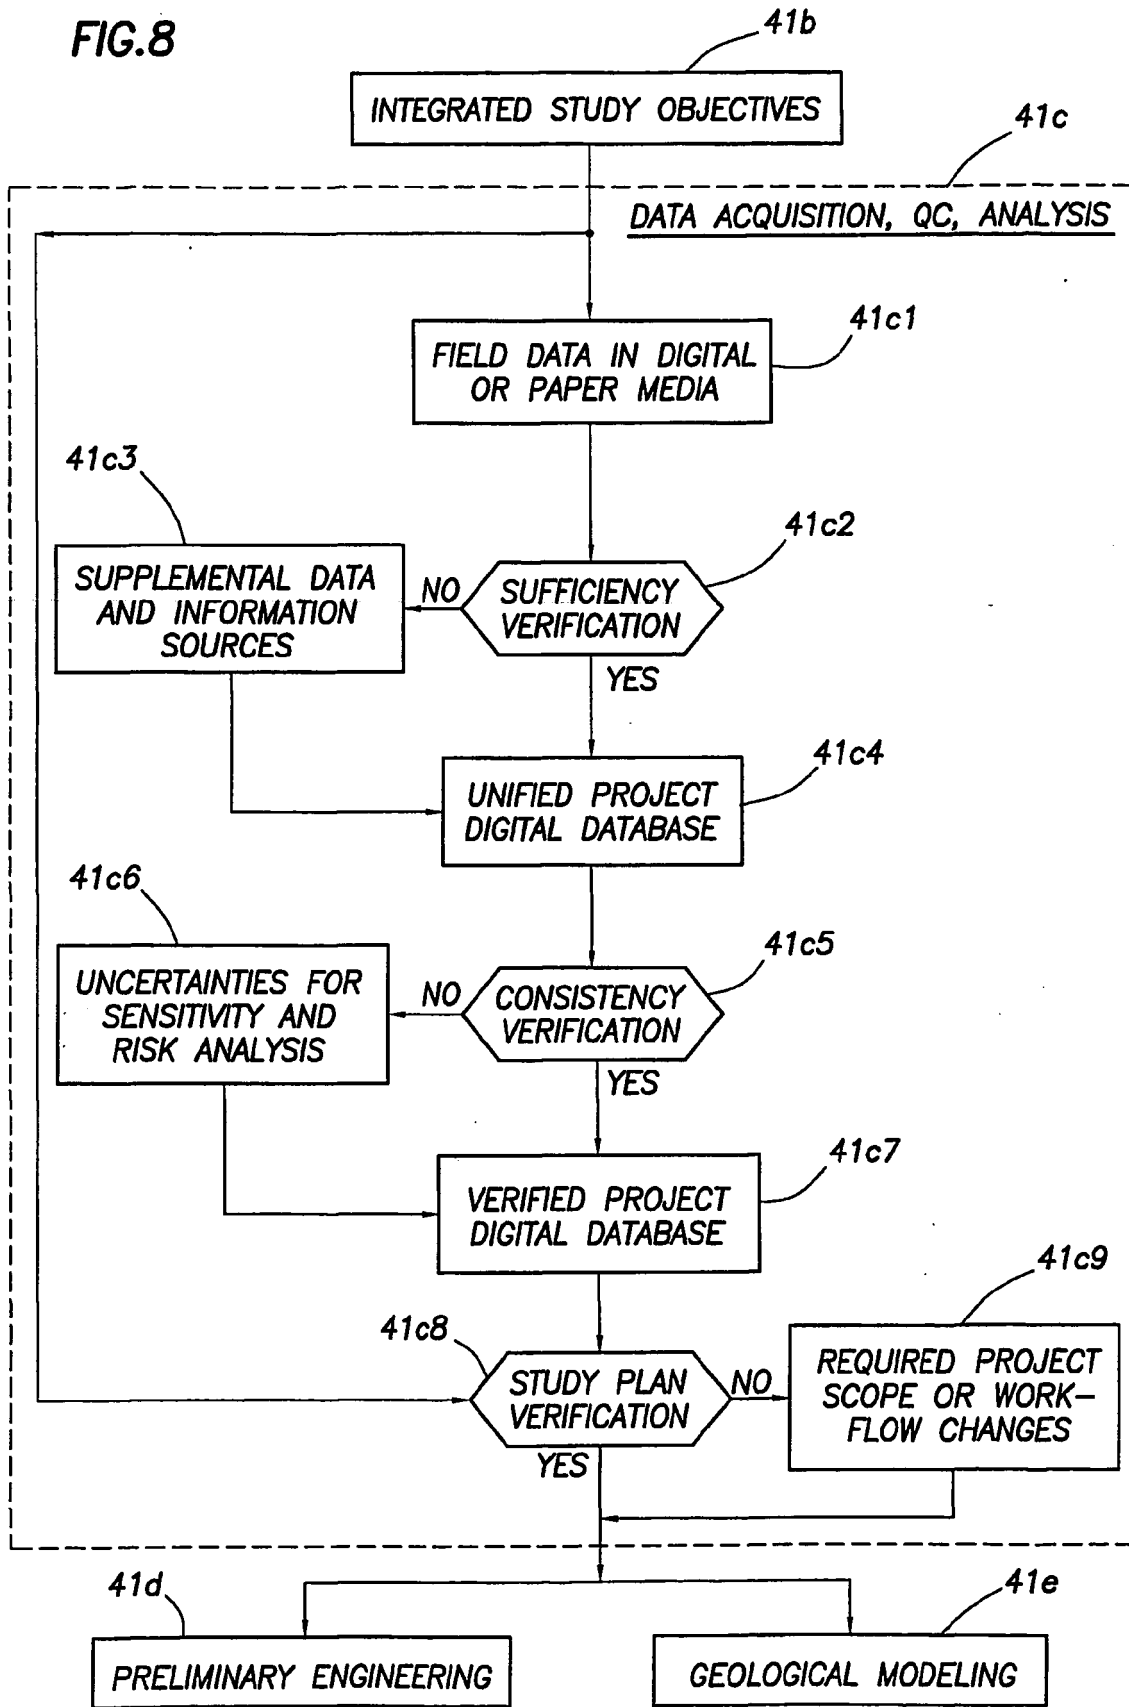 FIG.8
41b
INTEGRATED STUDY OBJECTIVES
41c
DATA ACQUISITION, QC, ANALYSIS
41c1
FIELD DATA IN DIGITAL
OR PAPER MEDIA
41c3
41c2
SUPPLEMENTAL DATA
AND INFORMATION
SOURCES
NO
SUFFICIENCY
VERIFICATION
YES
41c4
UNIFIED PROJECT
DIGITAL DATABASE
41c6
41c5
UNCERTAINTIES FOR
SENSITIVITY AND
RISK ANALYSIS
NO
CONSISTENCY
VERIFICATION
YES
41c7
VERIFIED PROJECT
DIGITAL DATABASE
41c9
41c8
STUDY PLAN
VERIFICATION
NO
REQUIRED PROJECT
SCOPE OR WORK-
FLOW CHANGES
YES
41d
41e
PRELIMINARY ENGINEERING
GEOLOGICAL MODELING